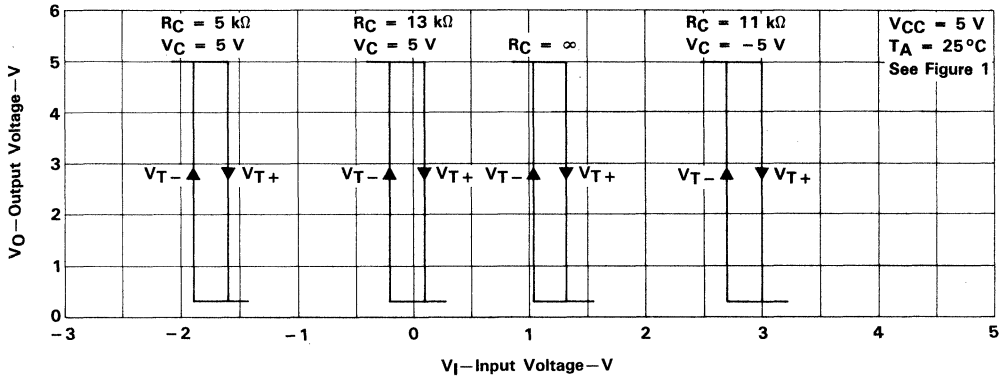 RC = 5 kΩ
VC = 5 V
RC = 13 kΩ
VC = 5 V
RC = ∞
RC = 11 kΩ
VC = −5 V
VCC = 5 V
TA = 25°C
See Figure 1
VO−Output Voltage−V
6
5
4
3
2
1
0
VT− VT+ VT− VT+ VT− VT+ VT− VT+
−3 −2 −1 0 1 2 3 4 5
VI−Input Voltage−V